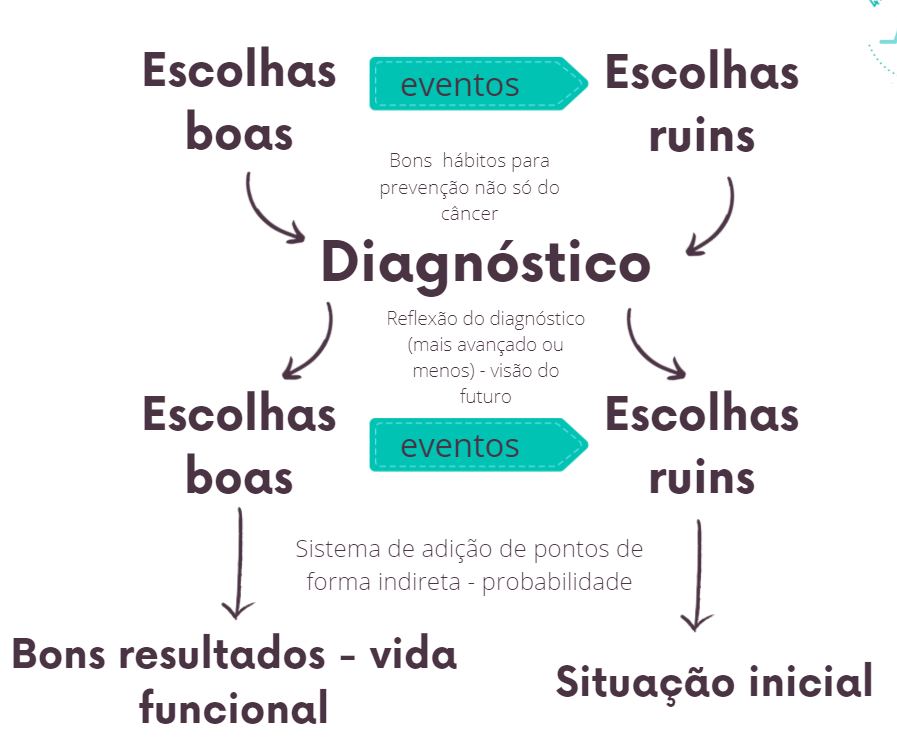 Escolhas
boas
eventos
Escolhas
ruins
Bons hábitos para
prevenção não só do
câncer
Diagnóstico
Reflexão do diagnóstico
(mais avançado ou
menos) - visão do
futuro
Escolhas
boas
eventos
Escolhas
ruins
Sistema de adição de pontos de
forma indireta - probabilidade
Bons resultados - vida
funcional
Situação inicial